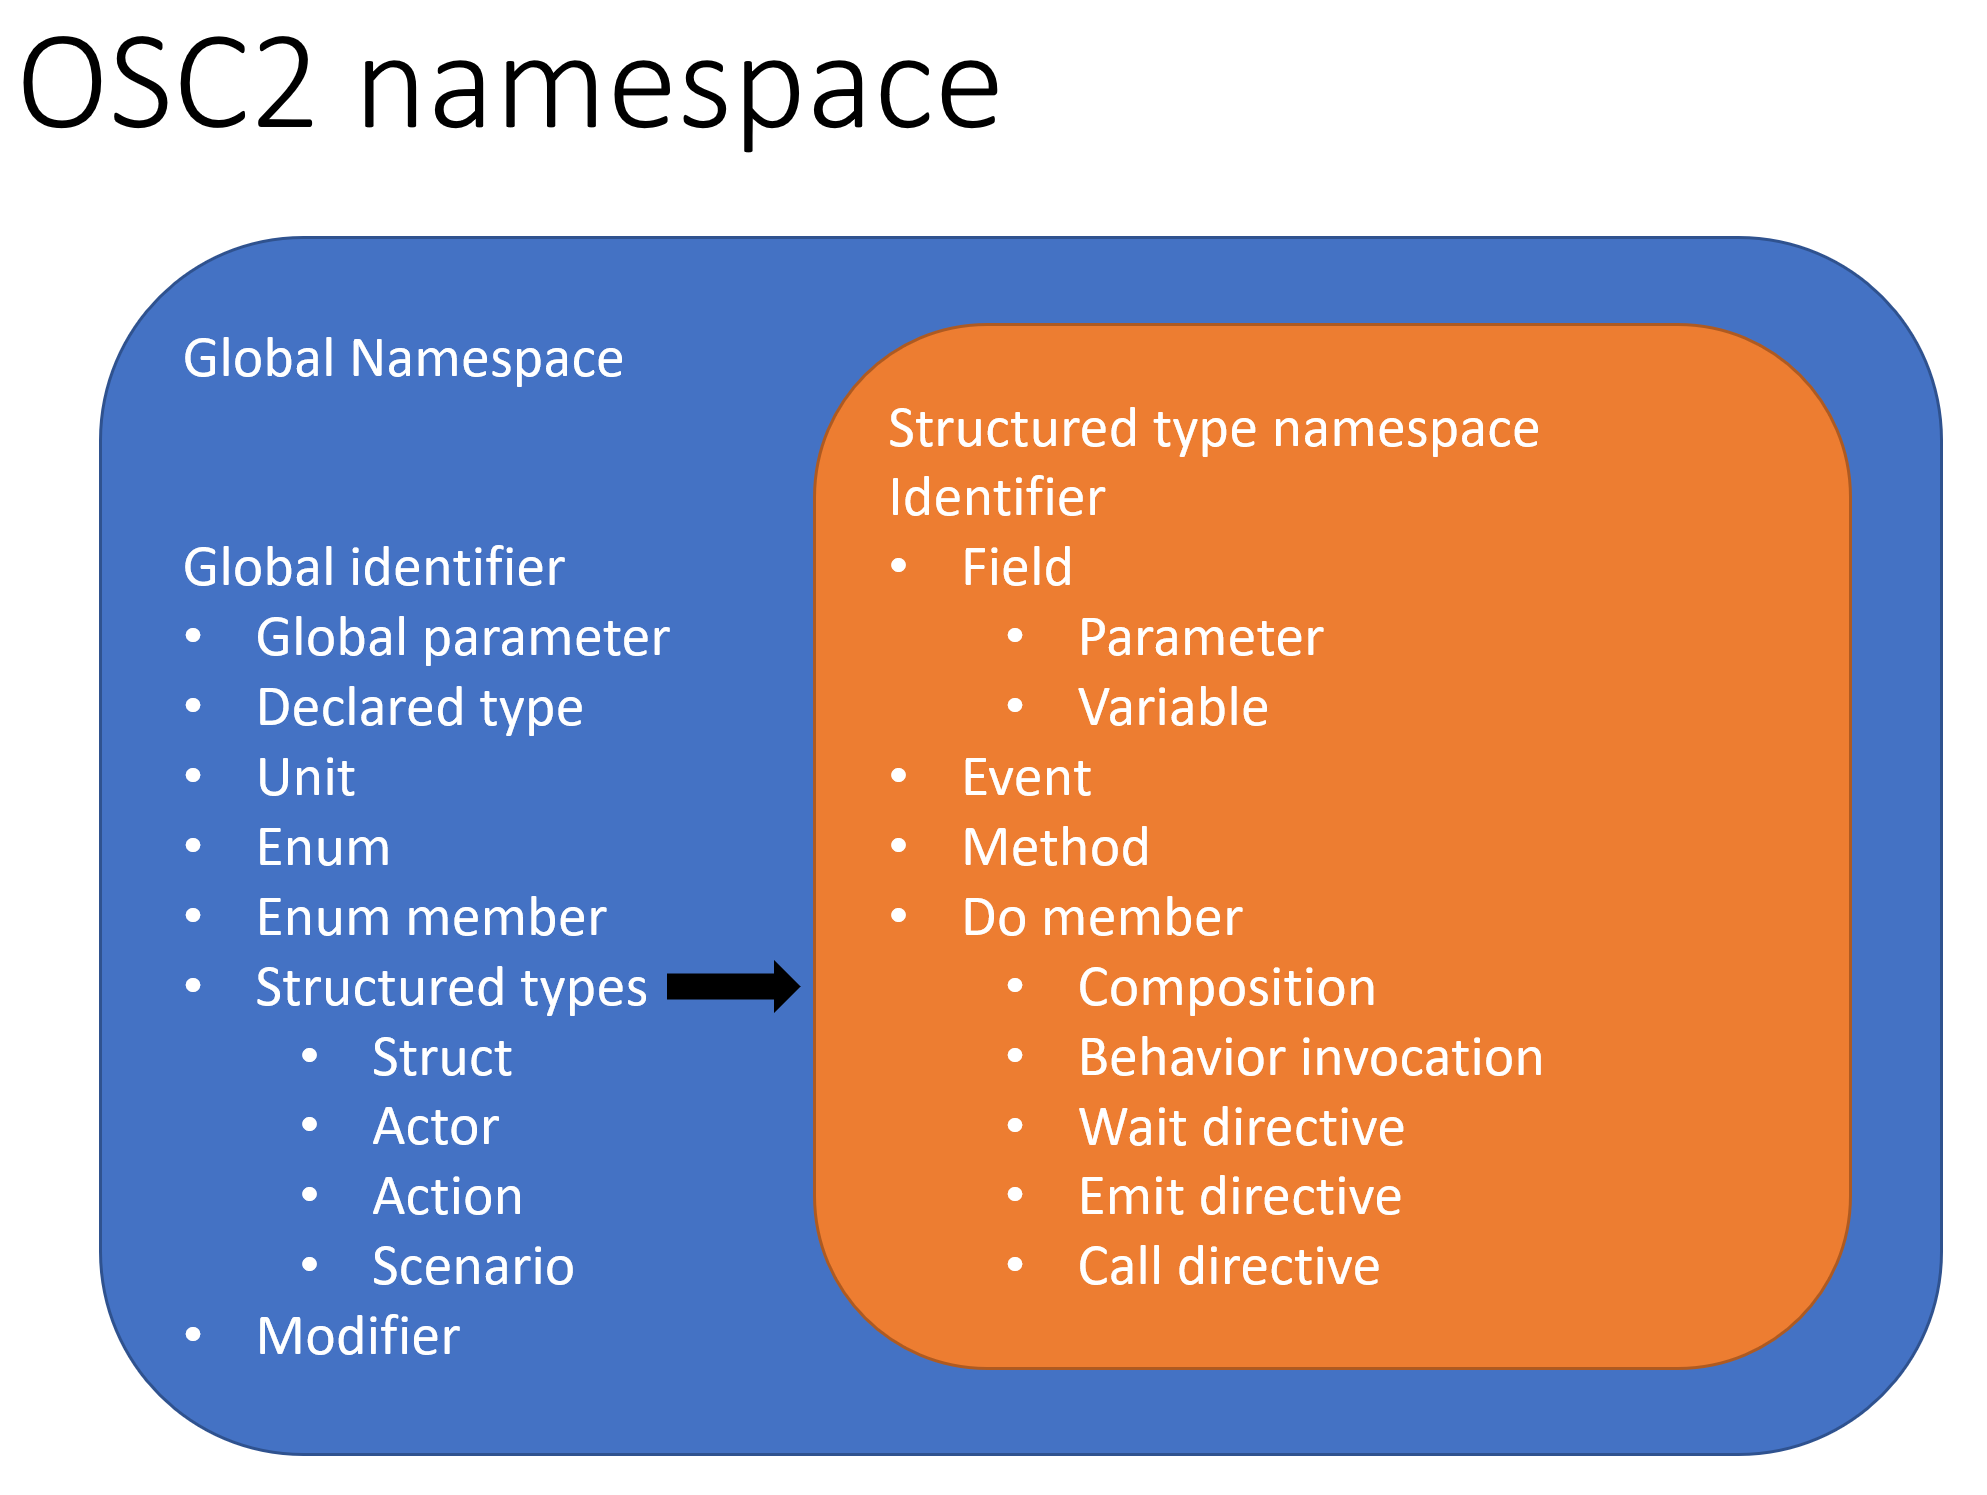 OSC2 namespace
Global Namespace
Global identifier
• Global parameter
• Declared type
• Unit
• Enum
• Enum member
• Structured types
• Struct
• Actor
• Action
• Scenario
• Modifier
Structured type namespace
Identifier
• Field
• Parameter
• Variable
• Event
• Method
• Do member
• Composition
• Behavior invocation
• Wait directive
• Emit directive
• Call directive